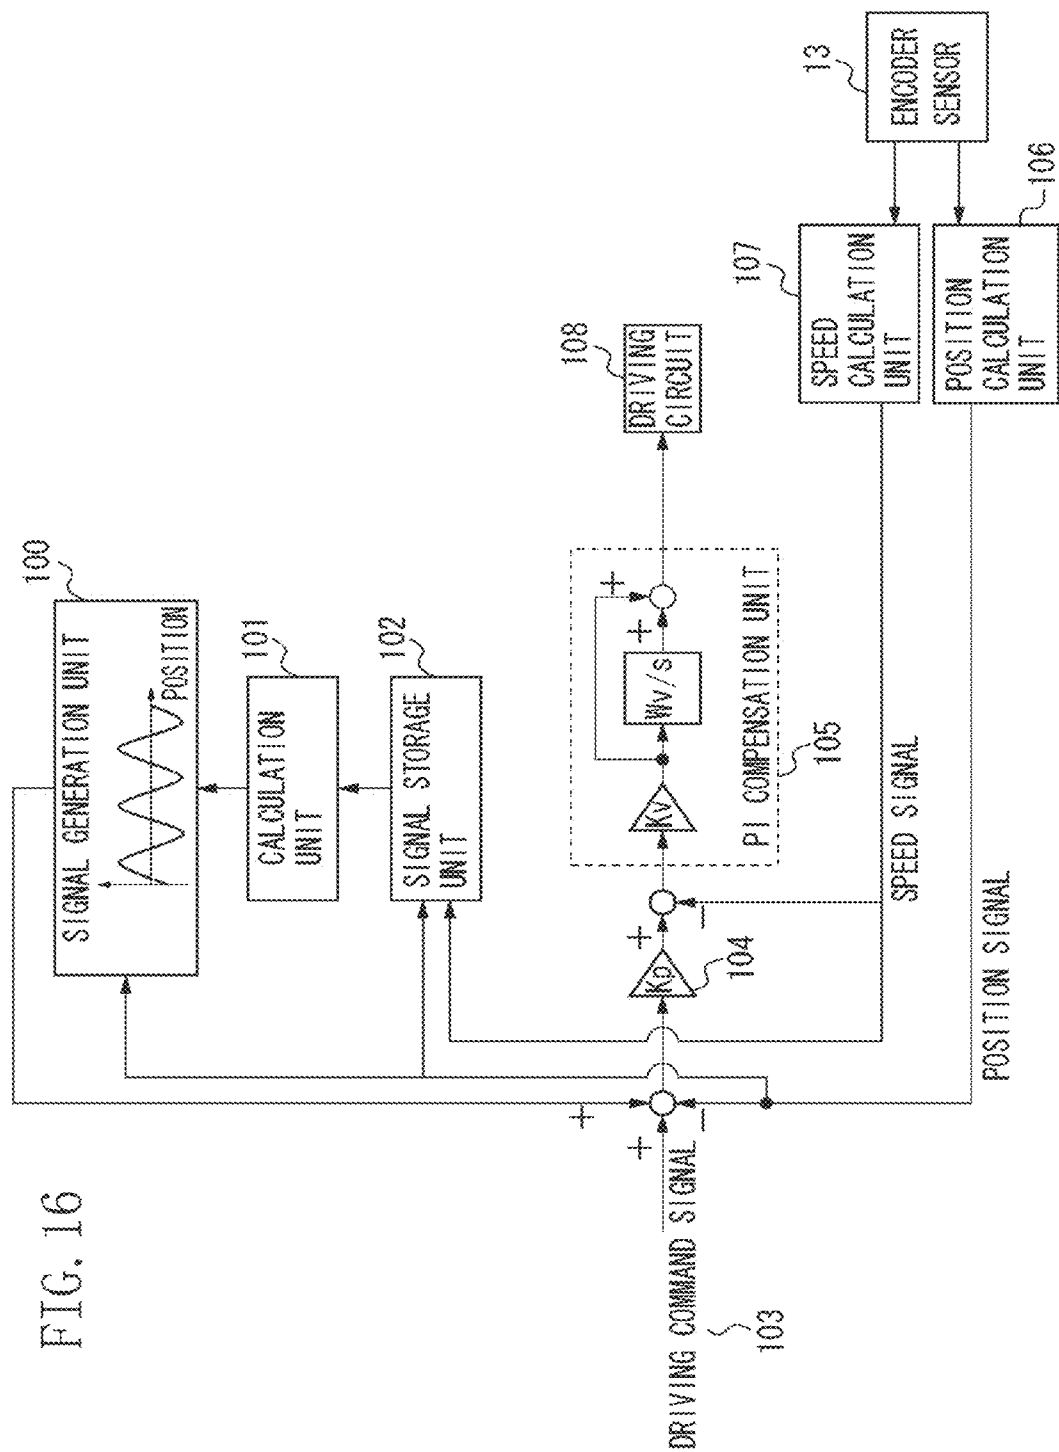 FIG. 16
100
SIGNAL GENERATION UNIT
POSITION
101
CALCULATION
UNIT
102
SIGNAL STORAGE
UNIT
+
+
DRIVING COMMAND SIGNAL
103
−
Kp
104
+
−
Kv
Wv/s
+
+
PI COMPENSATION UNIT
105
108
DRIVING
CIRCUIT
107
SPEED
CALCULATION
UNIT
SPEED SIGNAL
13
ENCODER
SENSOR
106
POSITION
CALCULATION
UNIT
POSITION SIGNAL